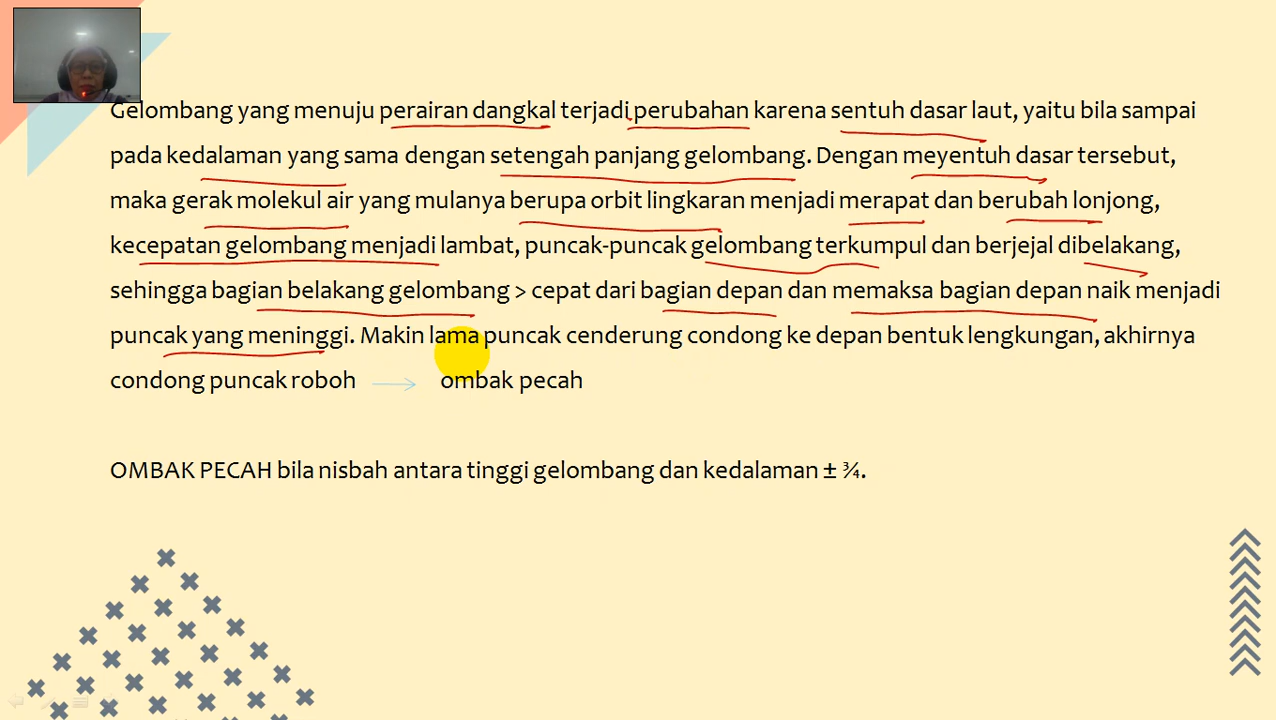 Gelombang yang menuju perairan dangkal terjadi perubahan karena sentuh dasar laut, yaitu bila sampai
pada kedalaman yang sama dengan setengah panjang gelombang. Dengan meyentuh dasar tersebut,
maka gerak molekul air yang mulanya berupa orbit lingkaran menjadi merapat dan berubah lonjong,
kecepatan gelombang menjadi lambat, puncak-puncak gelombang terkumpul dan berjejal dibelakang,
sehingga bagian belakang gelombang > cepat dari bagian depan dan memaksa bagian depan naik menjadi
puncak yang meninggi. Makin lama puncak cenderung condong ke depan bentuk lengkungan, akhirnya
condong puncak roboh → ombak pecah
OMBAK PECAH bila nisbah antara tinggi gelombang dan kedalaman ± ¾.